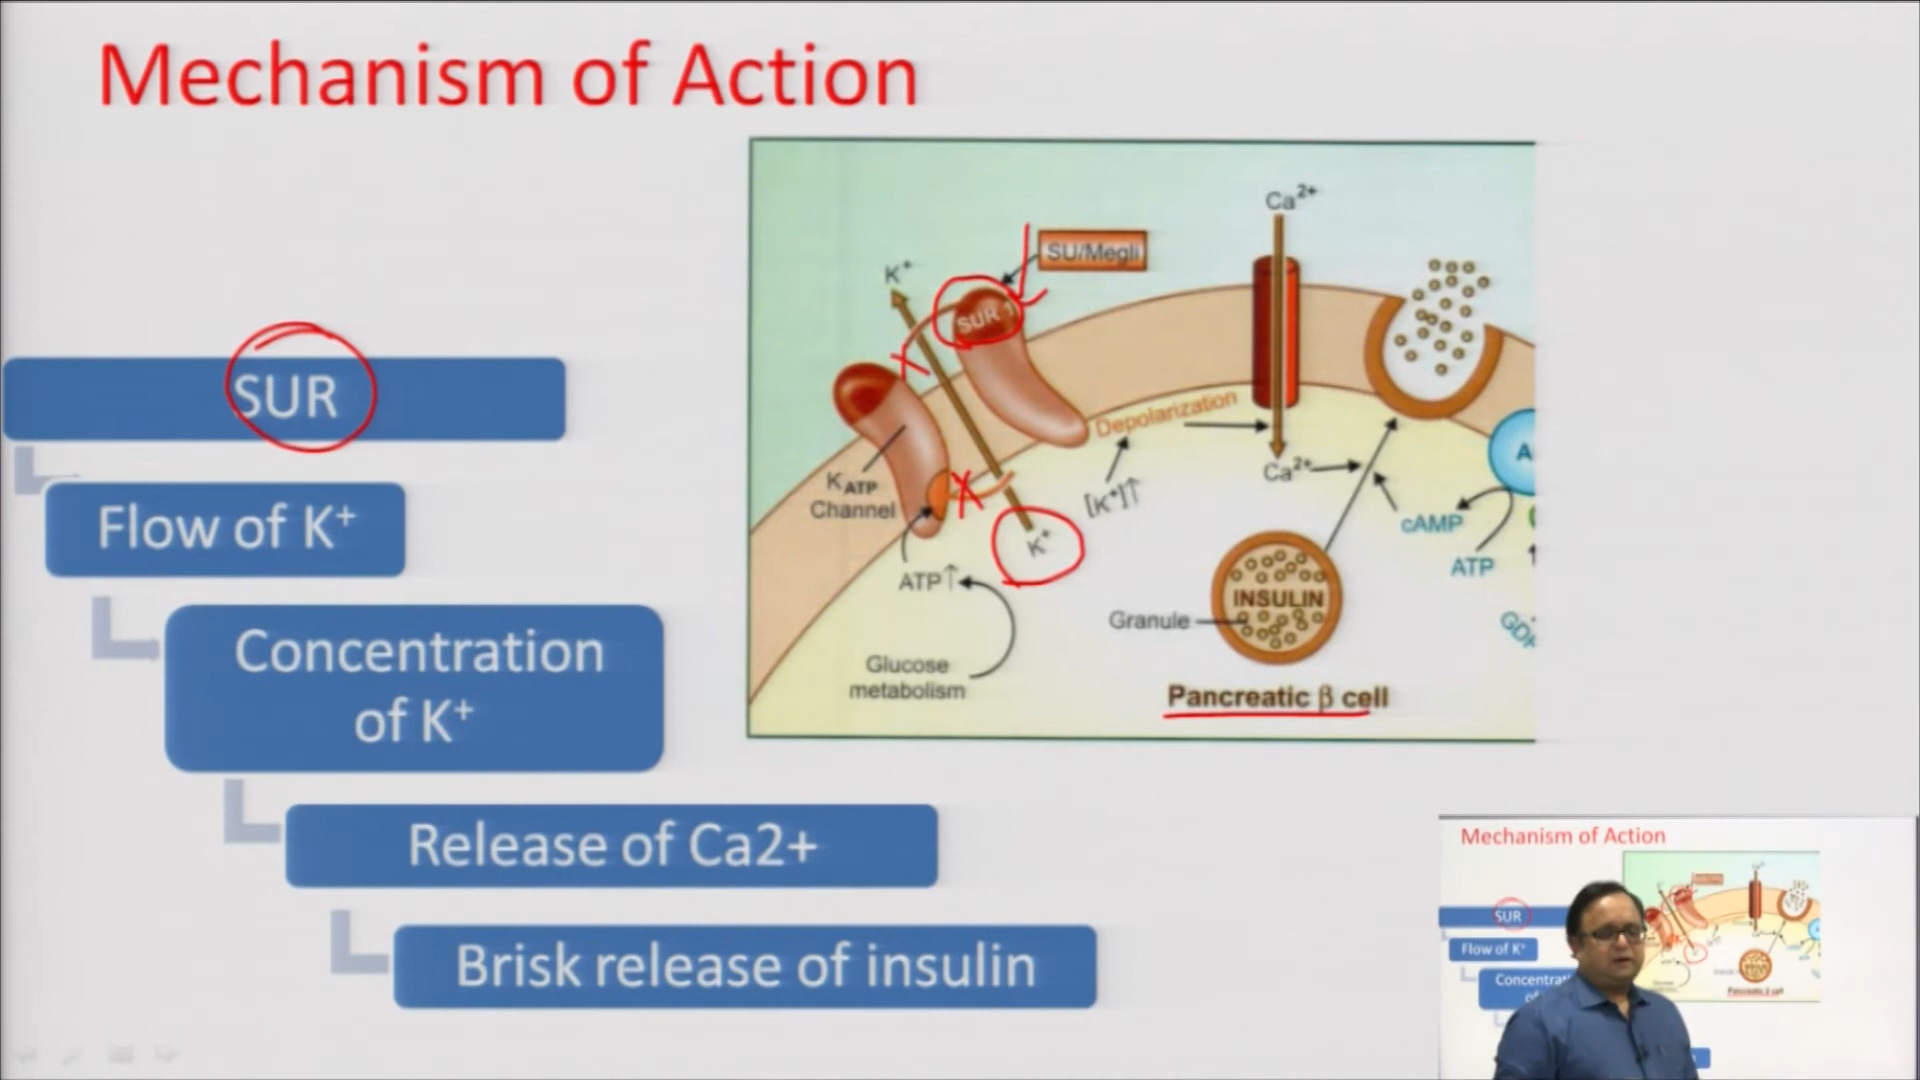 Mechanism of Action
SUR
Flow of K⁺
Concentration
of K⁺
Release of Ca2+
Brisk release of insulin
Ca²⁺
SU/Megli
K⁺
SUR 1
Depolarization
K_ATP
Channel
[K⁺]↑
Ca²⁺
K⁺
ATP↑
cAMP
ATP
A
INSULIN
Granule
Glucose
metabolism
Pancreatic β cell
Mechanism of Action
SUR
Flow of K⁺
Pancreatic β cell